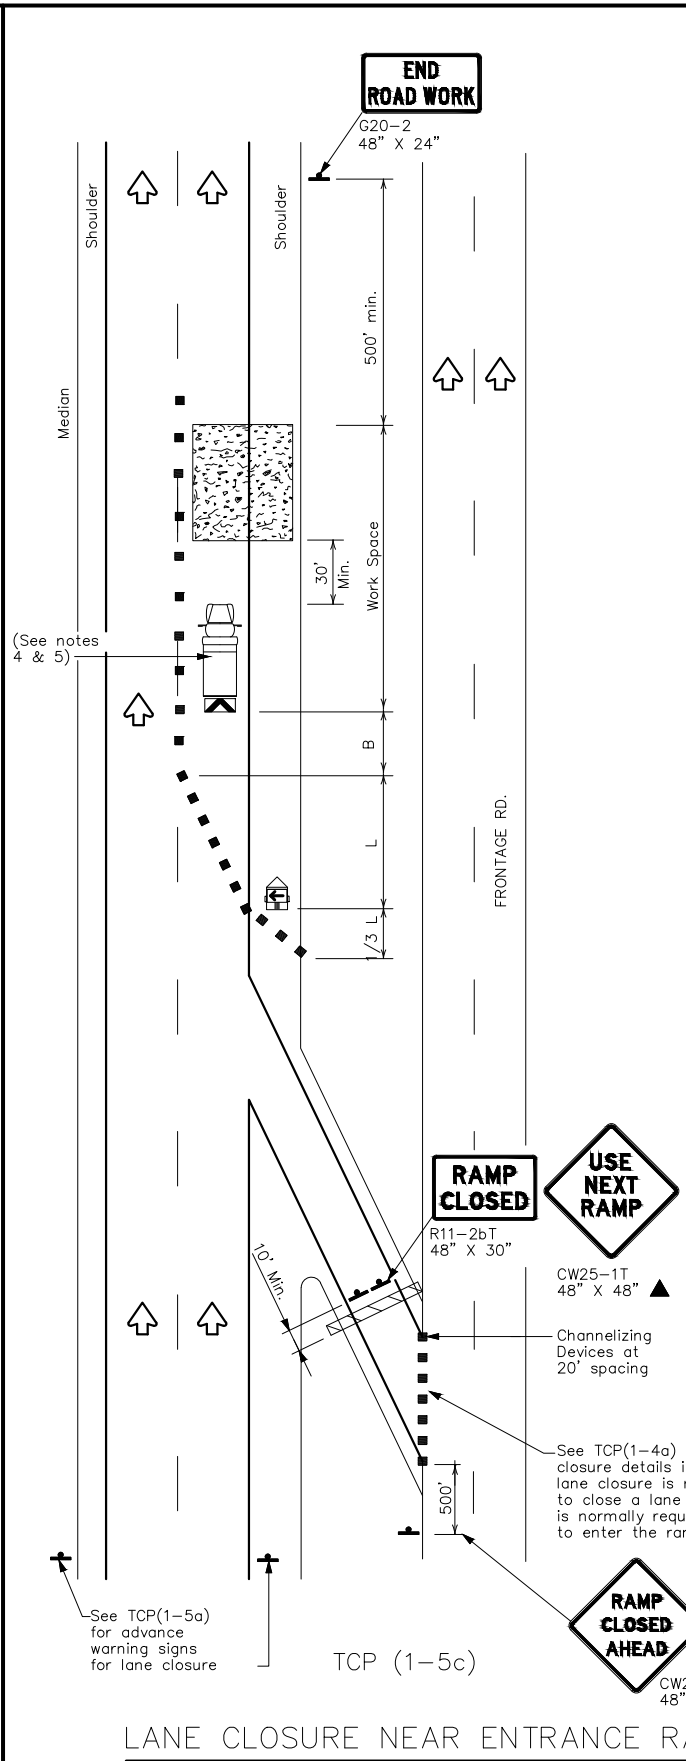 END
ROAD WORK
G20-2
48" X 24"
Shoulder
Shoulder
500' min.
Median
Work Space
30'
Min.
(See notes
4 & 5)
B
L
FRONTAGE RD.
1/3 L
RAMP
CLOSED
USE
NEXT
RAMP
R11-2bT
48" X 30"
CW25-1T
48" X 48"
10' Min.
Channelizing
Devices at
20' spacing
See TCP(1-4a)
closure details i
lane closure is
to close a lane
is normally requ
to enter the
500'
RAMP
CLOSED
AHEAD
See TCP(1-5a)
for advance
warning signs
for lane closure
TCP (1-5c)
48"
LANE CLOSURE NEAR ENTRANCE